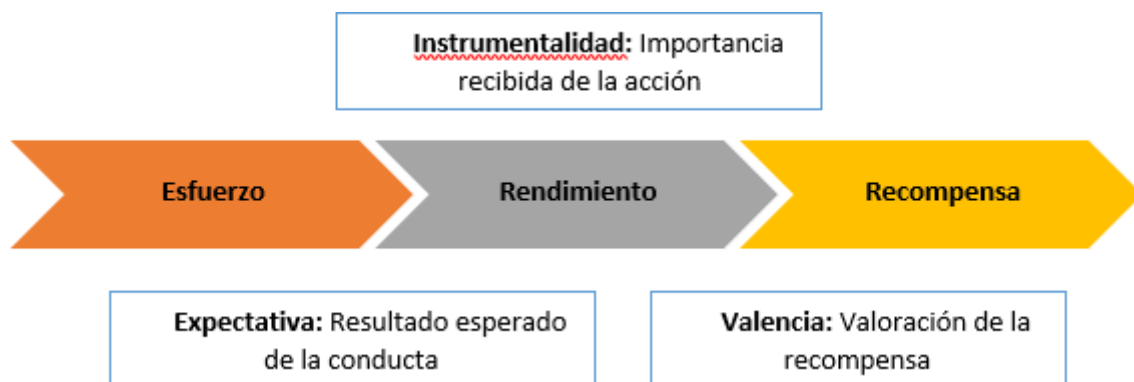 Instrumentalidad: Importancia
recibida de la acción
Esfuerzo
Rendimiento
Recompensa
Expectativa: Resultado esperado
de la conducta
Valencia: Valoración de la
recompensa